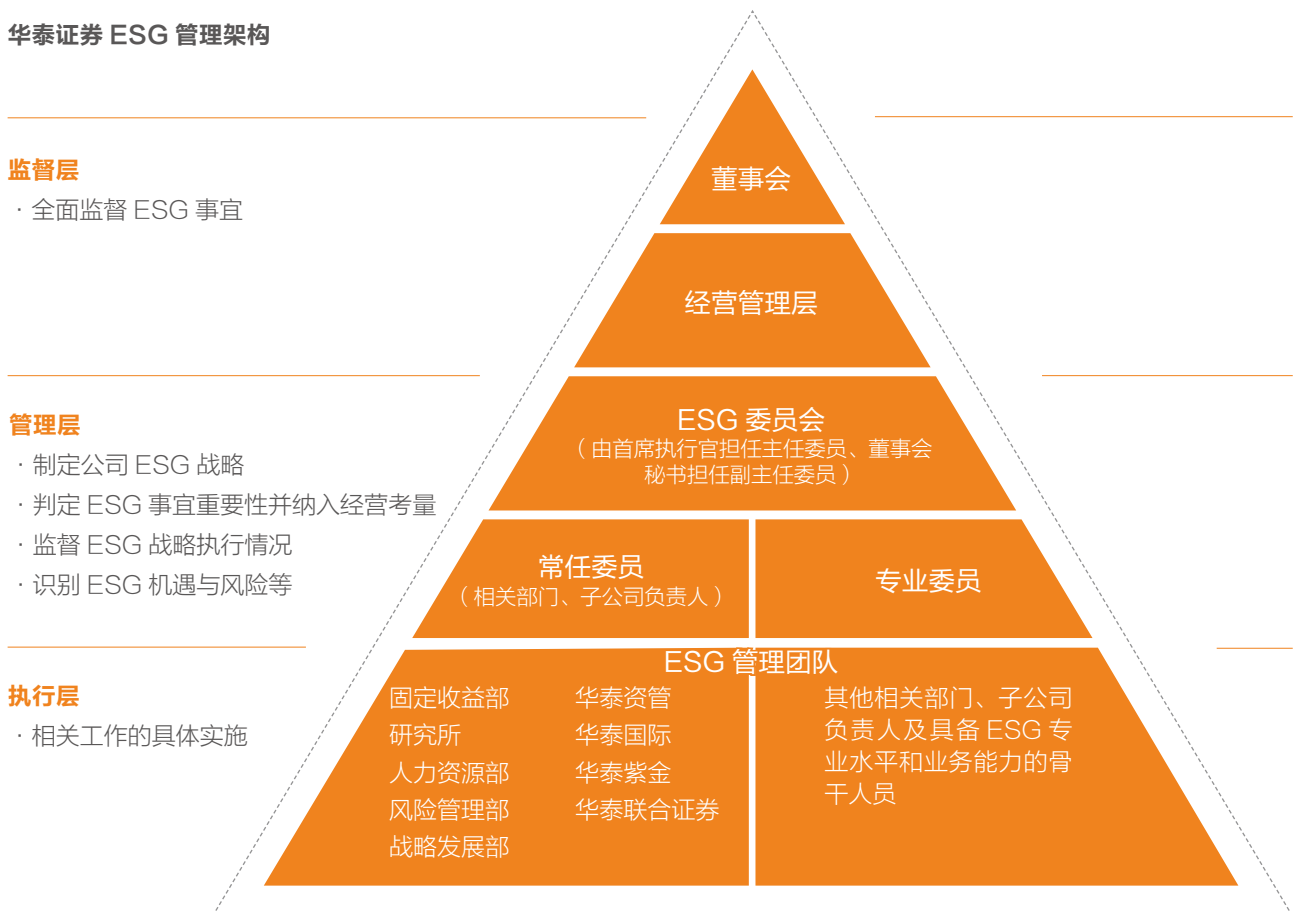 华泰证券 ESG 管理架构
监督层
· 全面监督 ESG 事宜
董事会
经营管理层
管理层
· 制定公司 ESG 战略
· 判定 ESG 事宜重要性并纳入经营考量
· 监督 ESG 战略执行情况
· 识别 ESG 机遇与风险等
ESG 委员会
（由首席执行官担任主任委员、董事会
秘书担任副主任委员）
常任委员
（相关部门、子公司负责人）
专业委员
执行层
· 相关工作的具体实施
ESG 管理团队
固定收益部
研究所
人力资源部
风险管理部
战略发展部
华泰资管
华泰国际
华泰紫金
华泰联合证券
其他相关部门、子公司
负责人及具备 ESG 专
业水平和业务能力的骨
干人员